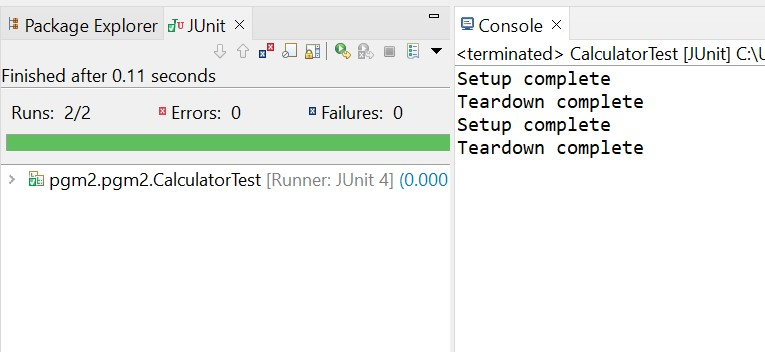 Package Explorer JUnit
Finished after 0.11 seconds
Runs: 2/2 Errors: 0 Failures: 0
pgm2.pgm2.CalculatorTest [Runner: JUnit 4] (0.000
Console
<terminated> CalculatorTest [JUnit] C:\U
Setup complete
Teardown complete
Setup complete
Teardown complete